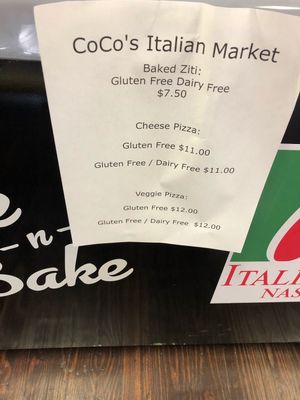 CoCo's Italian Market
Baked Ziti:
Gluten Free Dairy Free
$7.50
Cheese Pizza:
Gluten Free $11.00
Gluten Free / Dairy Free $11.00
Veggie Pizza:
Gluten Free $12.00
Gluten Free / Dairy Free $12.00
-n-
Bake
ITALI
NAS